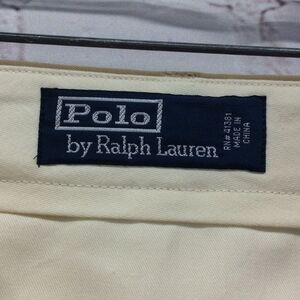 Polo
by Ralph Lauren
RN# 41381
MADE IN
CHINA